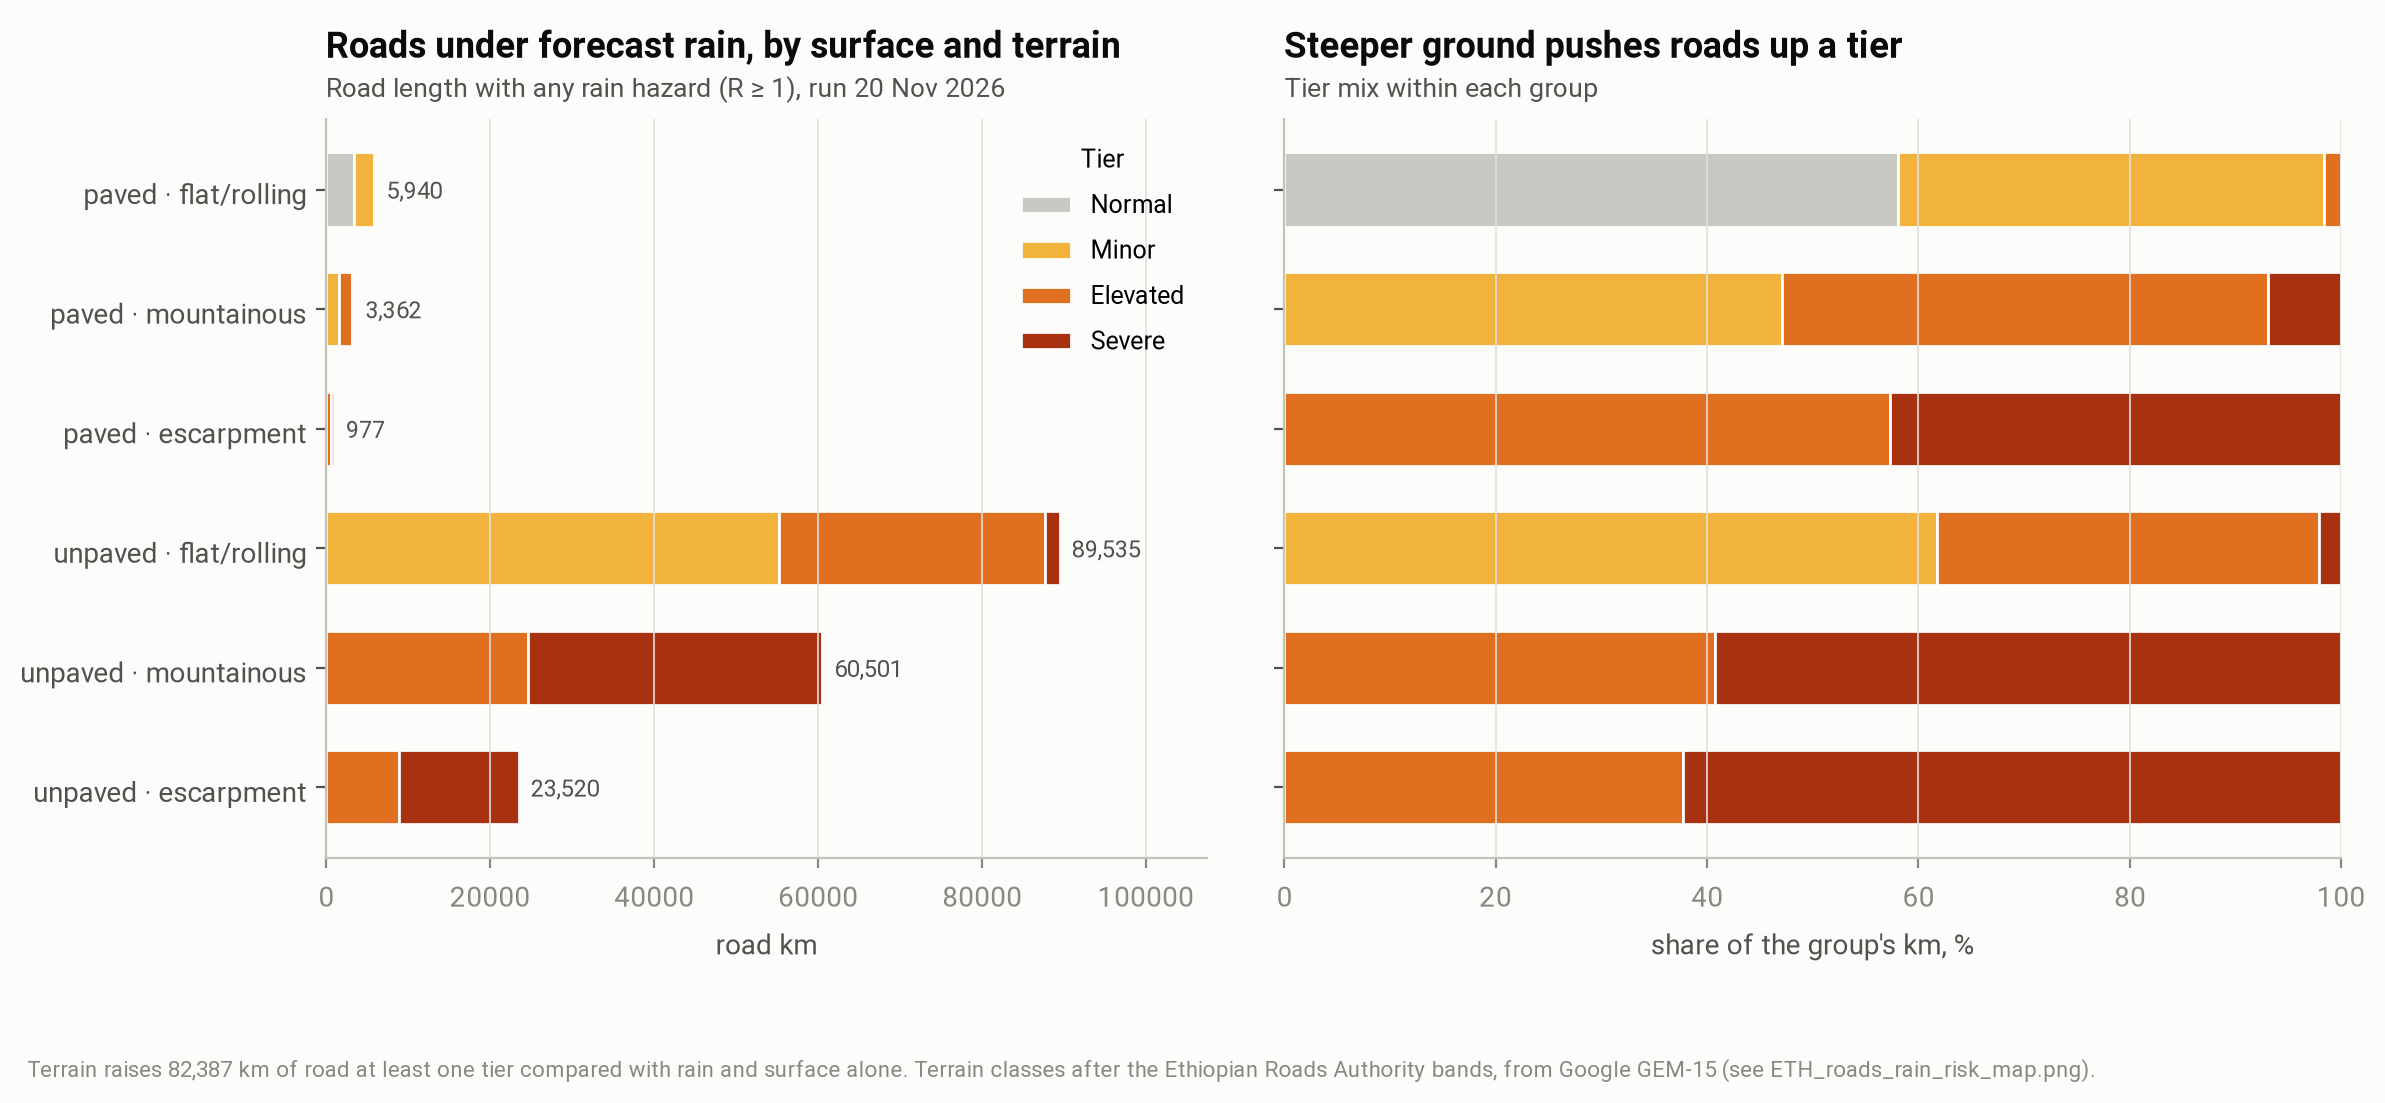 Roads under forecast rain, by surface and terrain
Road length with any rain hazard (R ≥ 1), run 20 Nov 2026
Tier
Normal
Minor
Elevated
Severe
paved · flat/rolling
5,940
paved · mountainous
3,362
paved · escarpment
977
unpaved · flat/rolling
89,535
unpaved · mountainous
60,501
unpaved · escarpment
23,520
0 20000 40000 60000 80000 100000
road km
Steeper ground pushes roads up a tier
Tier mix within each group
0 20 40 60 80 100
share of the group's km, %
Terrain raises 82,387 km of road at least one tier compared with rain and surface alone. Terrain classes after the Ethiopian Roads Authority bands, from Google GEM-15 (see ETH_roads_rain_risk_map.png).